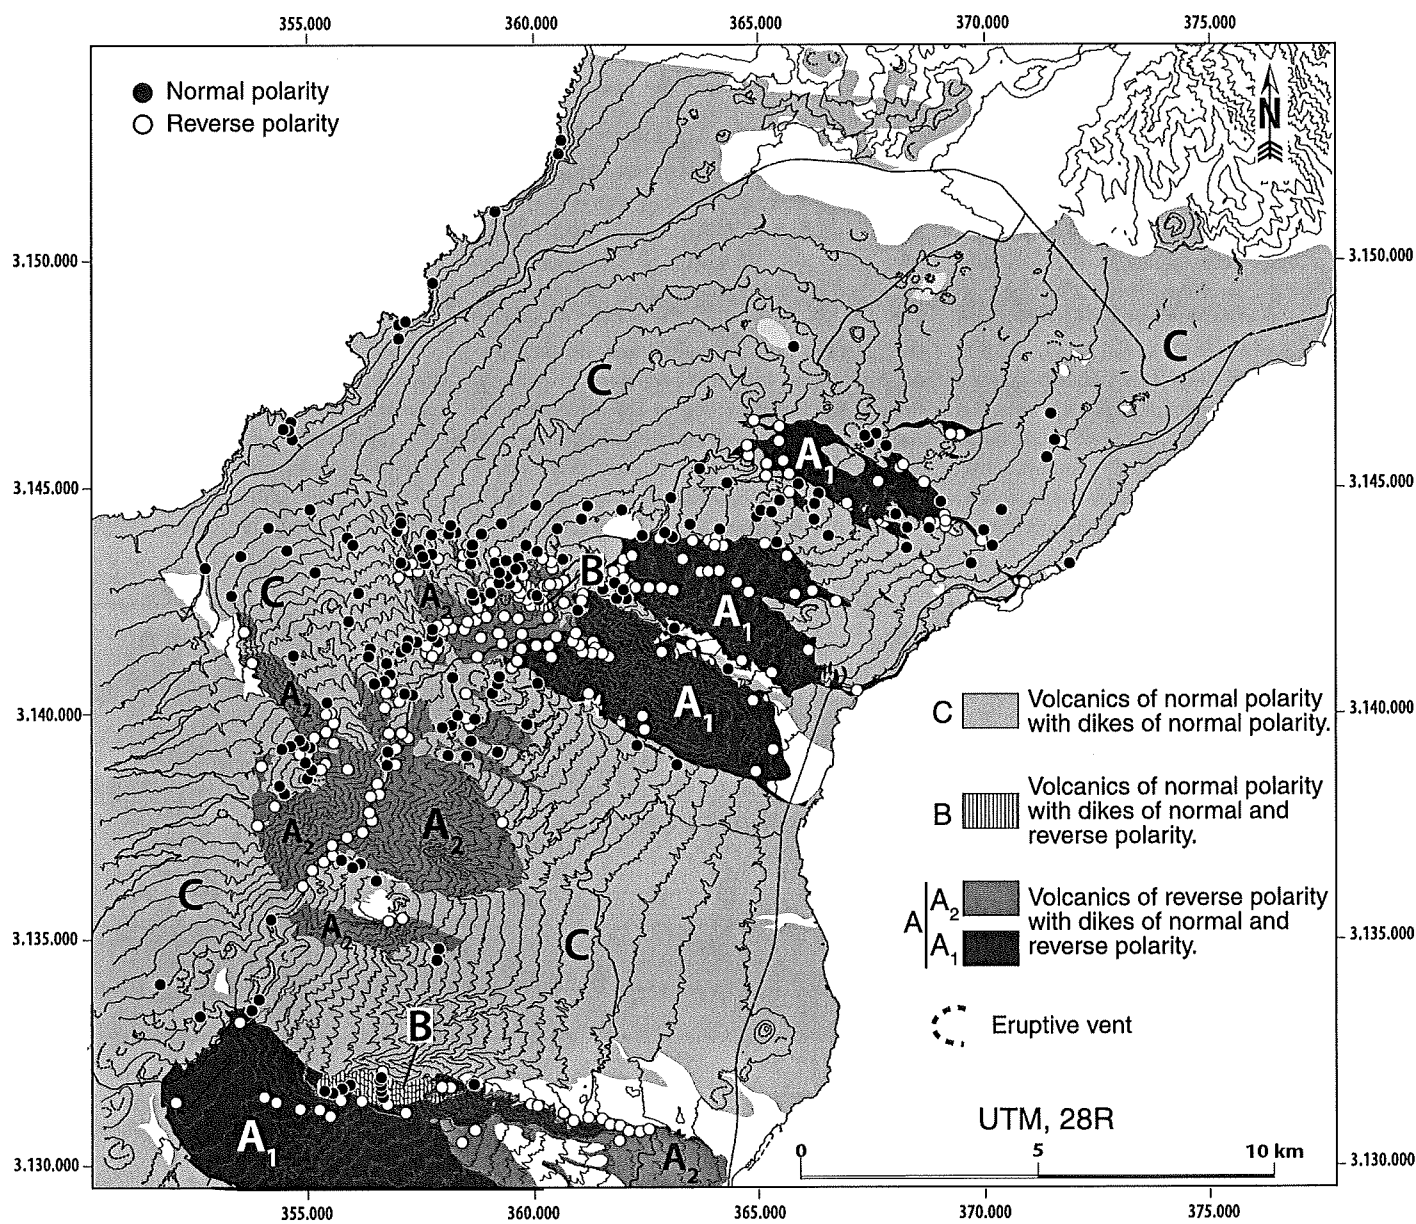 355.000
360.000
365.000
370.000
375.000
Normal polarity
Reverse polarity
N
3.150.000
3.150.000
C
C
A1
3.145.000
3.145.000
B
C
A2
A1
A2
A1
3.140.000
3.140.000
C
Volcanics of normal polarity
with dikes of normal polarity.
B
Volcanics of normal polarity
with dikes of normal and
reverse polarity.
A2
A2
C
A
A2
A1
Volcanics of reverse polarity
with dikes of normal and
reverse polarity.
A2
C
3.135.000
3.135.000
B
Eruptive vent
UTM, 28R
A1
A2
0
5
10 km
3.130.000
3.130.000
355.000
360.000
365.000
370.000
375.000